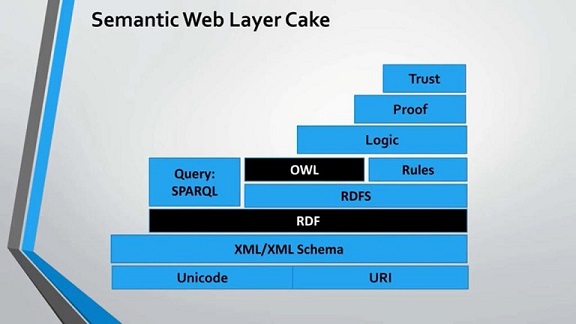 Semantic Web Layer Cake
Trust
Proof
Logic
Query:
SPARQL
OWL
Rules
RDFS
RDF
XML/XML Schema
Unicode
URI